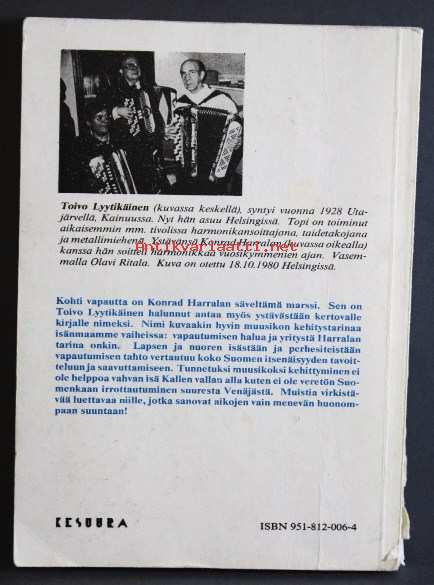 Toivo Lyytikäinen (kuvassa keskellä), syntyi vuonna 1928 Uta-
järvellä, Kainuussa. Nyt hän asuu Helsingissä. Topi on toiminut
aikaisemmin mm. tivolissa harmonikansoittajana, taidetakojana
ja metallimiehenä. Ystävänsä Konrad Harralan (kuvassa oikealla)
kanssa hän soitteli harmonikkaa vuosikymmenien ajan. Vasem-
malla Olavi Ritala. Kuva on otettu 18.10.1980 Helsingissä.
Kohti vapautta on Konrad Harralan säveltämä marssi. Sen on
Toivo Lyytikäinen halunnut antaa myös ystävästään kertovalle
kirjalle nimeksi. Nimi kuvaakin hyvin muusikon kehitystarinaa
isänmaamme vaiheissa: vapautumisen halua ja yritystä Harralan
tarina onkin. Lapsen ja nuoren isästään ja perhesiteistään
vapautumisen tahto vertautuu koko Suomen itsenäisyyden tavoit-
teluun ja saavuttamiseen. Tunnetuksi muusikoksi kehittyminen ei
ole helppoa vahvan isä Kallen vallan alla kuten ei ole veretön Suo-
menkaan irrottautuminen suuresta Venäjästä. Muistia virkistä-
vää luettavaa niille, jotka sanovat aikojen vain menevän huonom-
paan suuntaan!
KESUURA
ISBN 951-812-006-4